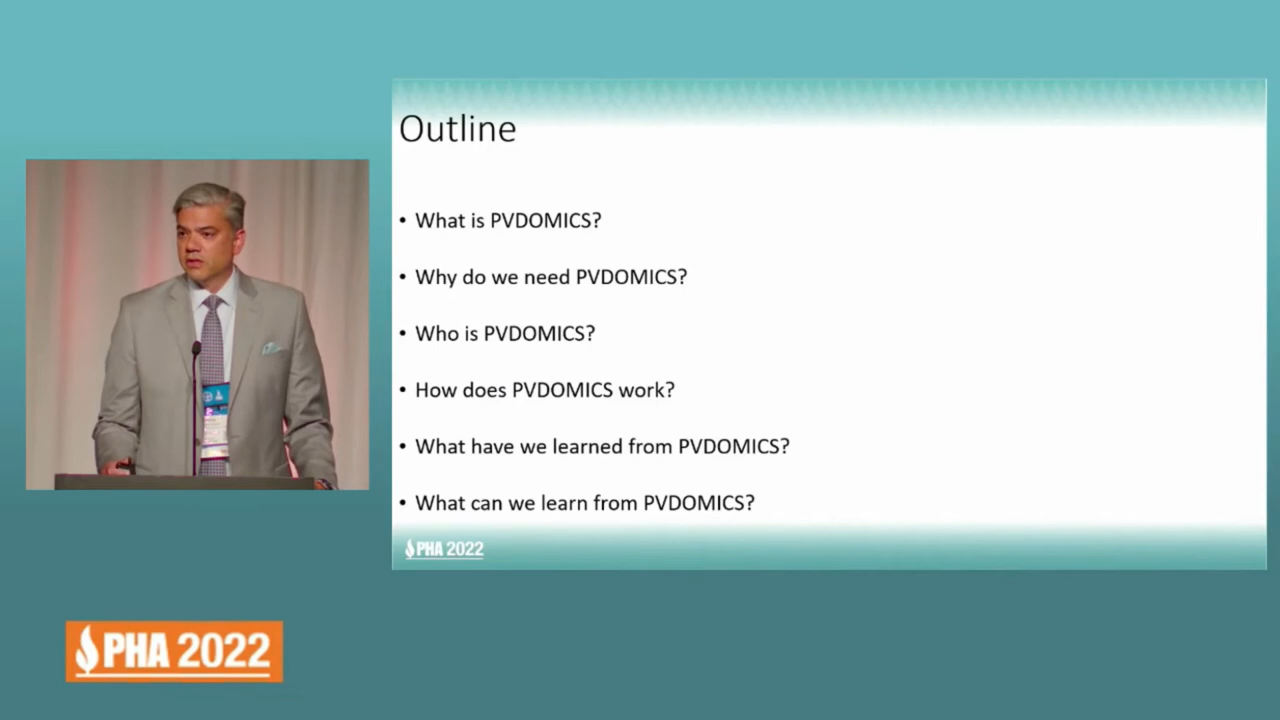 Outline
• What is PVDOMICS?
• Why do we need PVDOMICS?
• Who is PVDOMICS?
• How does PVDOMICS work?
• What have we learned from PVDOMICS?
• What can we learn from PVDOMICS?
PHA 2022
PHA 2022